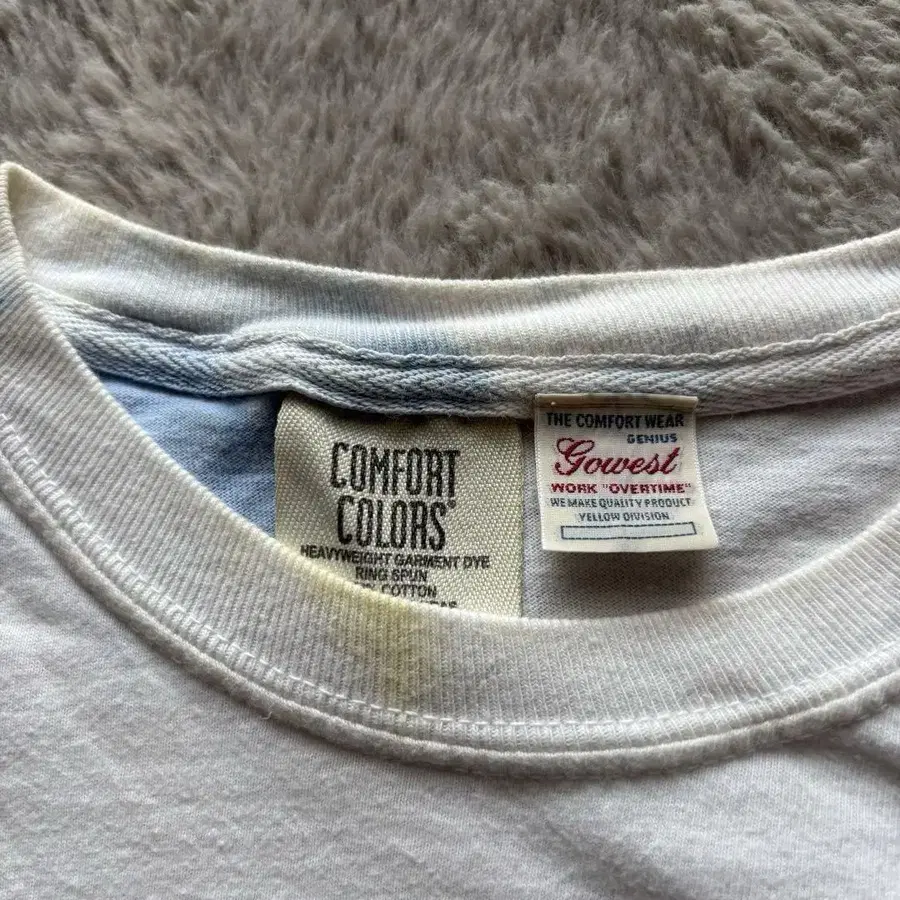 COMFORT
COLORS®
HEAVYWEIGHT GARMENT DYE
RING SPUN
COTTON
THE COMFORT WEAR
GENIUS
Gowest
WORK "OVERTIME"
WE MAKE QUALITY PRODUCT
YELLOW DIVISION